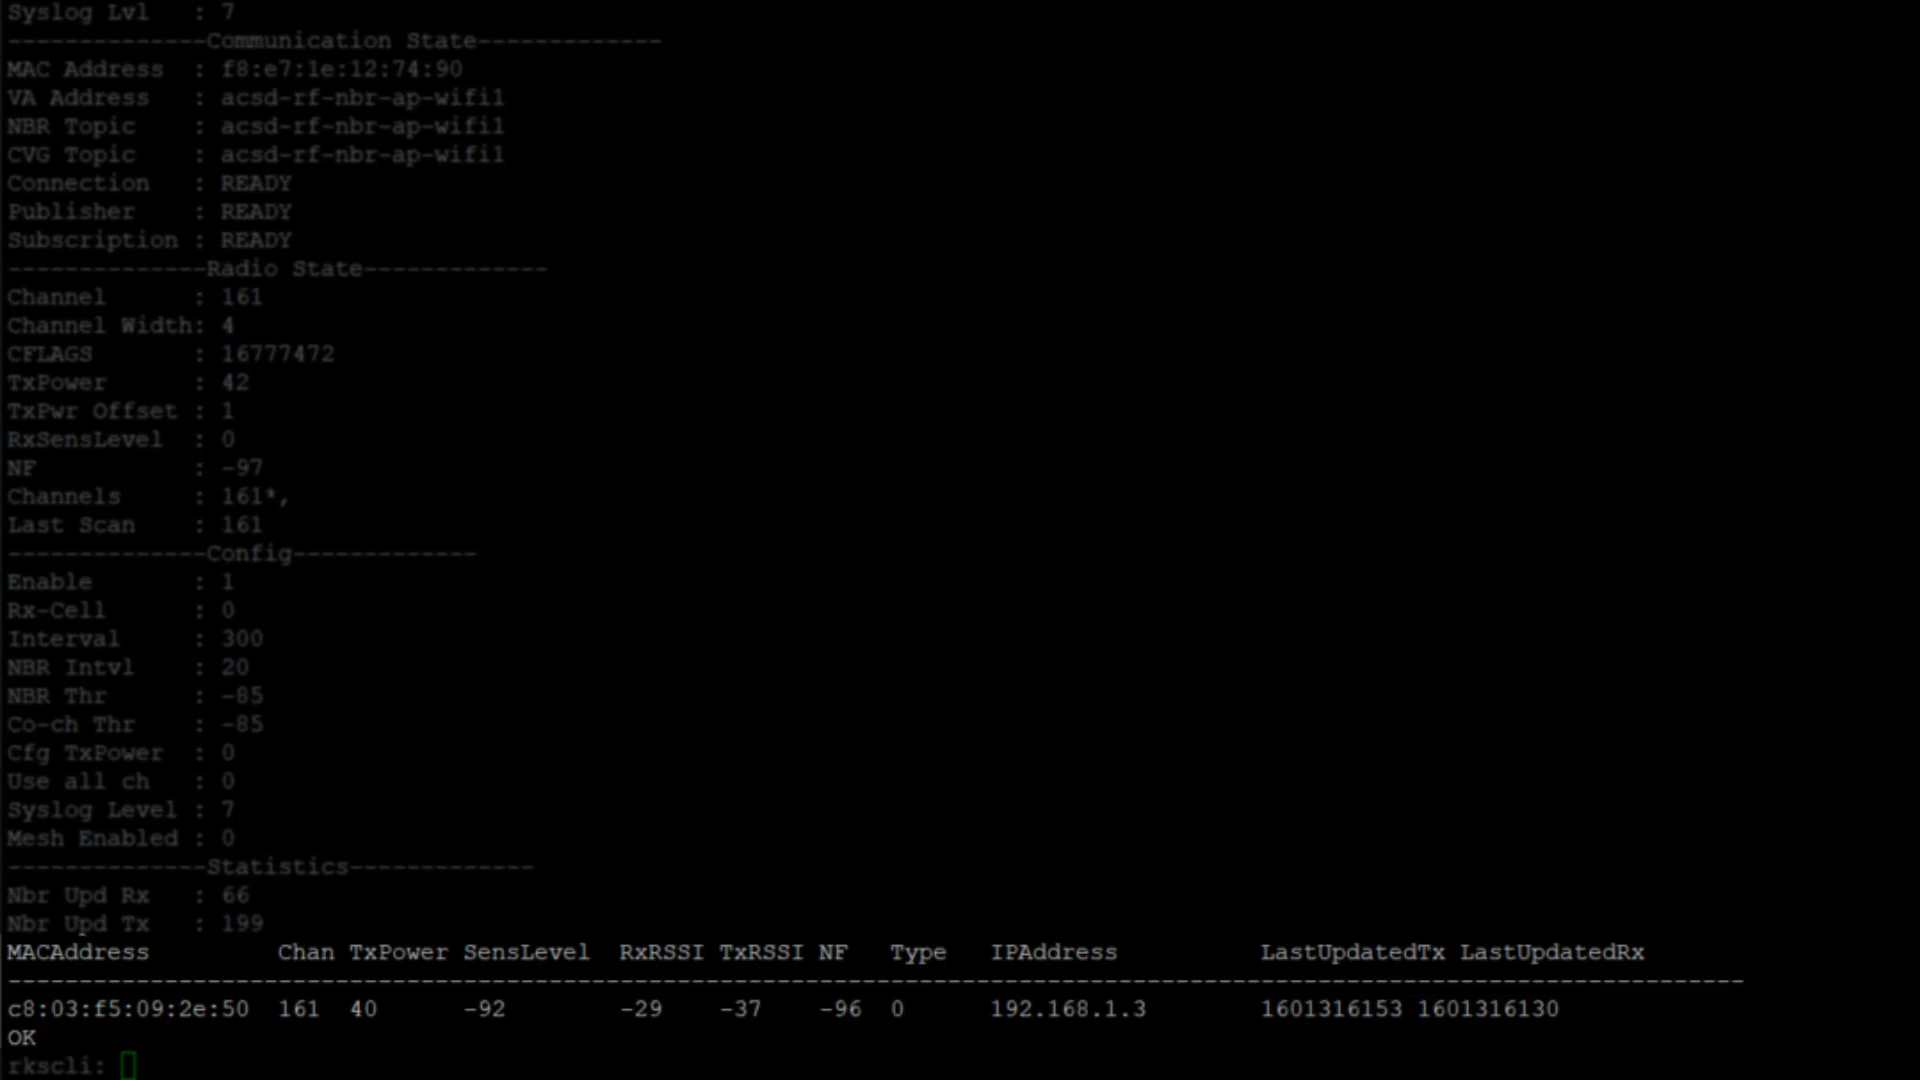 Syslog Lvl   : 7
--------------Communication State-------------
MAC Address  : f8:e7:1e:12:74:90
VA Address   : acsd-rf-nbr-ap-wifi1
NBR Topic    : acsd-rf-nbr-ap-wifi1
CVG Topic    : acsd-rf-nbr-ap-wifi1
Connection   : READY
Publisher    : READY
Subscription : READY
--------------Radio State-------------
Channel      : 161
Channel Width: 4
CFLAGS       : 16777472
TxPower      : 42
TxPwr Offset : 1
RxSensLevel  : 0
NF           : -97
Channels     : 161*,
Last Scan    : 161
--------------Config-------------
Enable       : 1
Rx-Cell      : 0
Interval     : 300
NBR Intvl    : 20
NBR Thr      : -85
Co-ch Thr    : -85
Cfg TxPower  : 0
Use all ch   : 0
Syslog Level : 7
Mesh Enabled : 0
--------------Statistics-------------
Nbr Upd Rx   : 66
Nbr Upd Tx   : 199
MACAddress         Chan TxPower SensLevel  RxRSSI TxRSSI NF   Type   IPAddress          LastUpdatedTx LastUpdatedRx
--------------------------------------------------------------------------------------------------------------------------
c8:03:f5:09:2e:50  161  40      -92        -29    -37    -96  0      192.168.1.3        1601316153 1601316130
OK
rkscli: